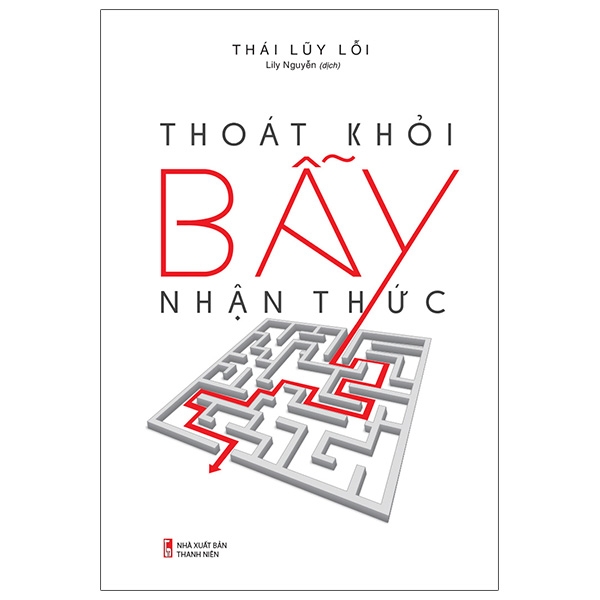 THÁI LŨY LỖI
Lily Nguyễn (dịch)
THOÁT KHỎI
BẪY
NHẬN THỨC
NHÀ XUẤT BẢN
THANH NIÊN